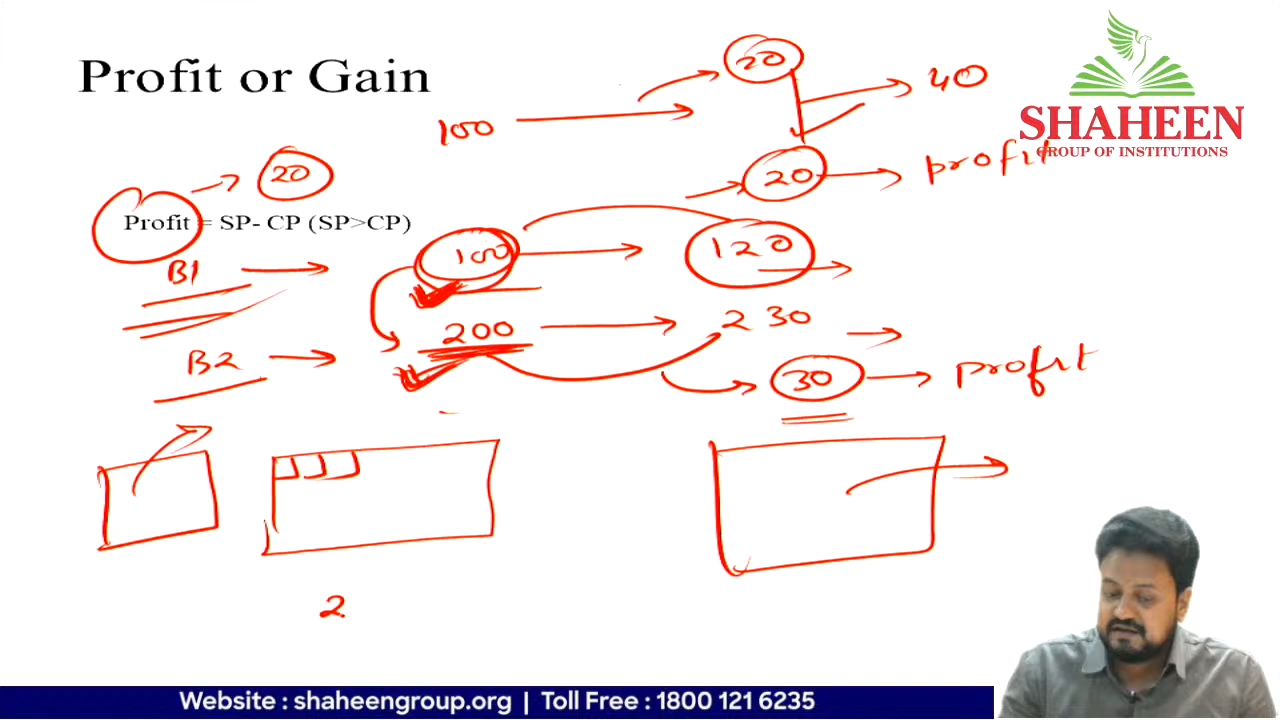 Profit or Gain
20
40
100
SHAHEEN
GROUP OF INSTITUTIONS
20
20 profit
Profit = SP- CP (SP>CP)
B1 100 120
B2 200 230
30 profit
2
Website : shaheengroup.org | Toll Free : 1800 121 6235